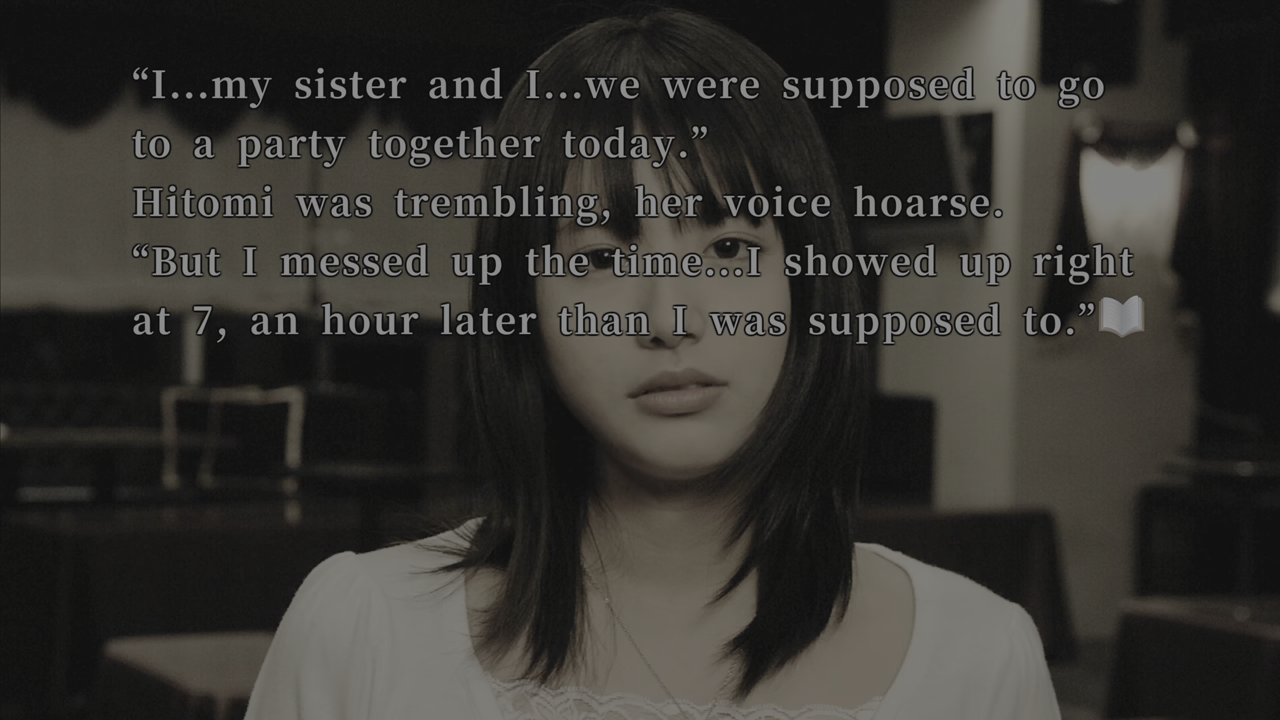 “I...my sister and I...we were supposed to go
to a party together today.”
Hitomi was trembling, her voice hoarse.
“But I messed up the time...I showed up right
at 7, an hour later than I was supposed to.”